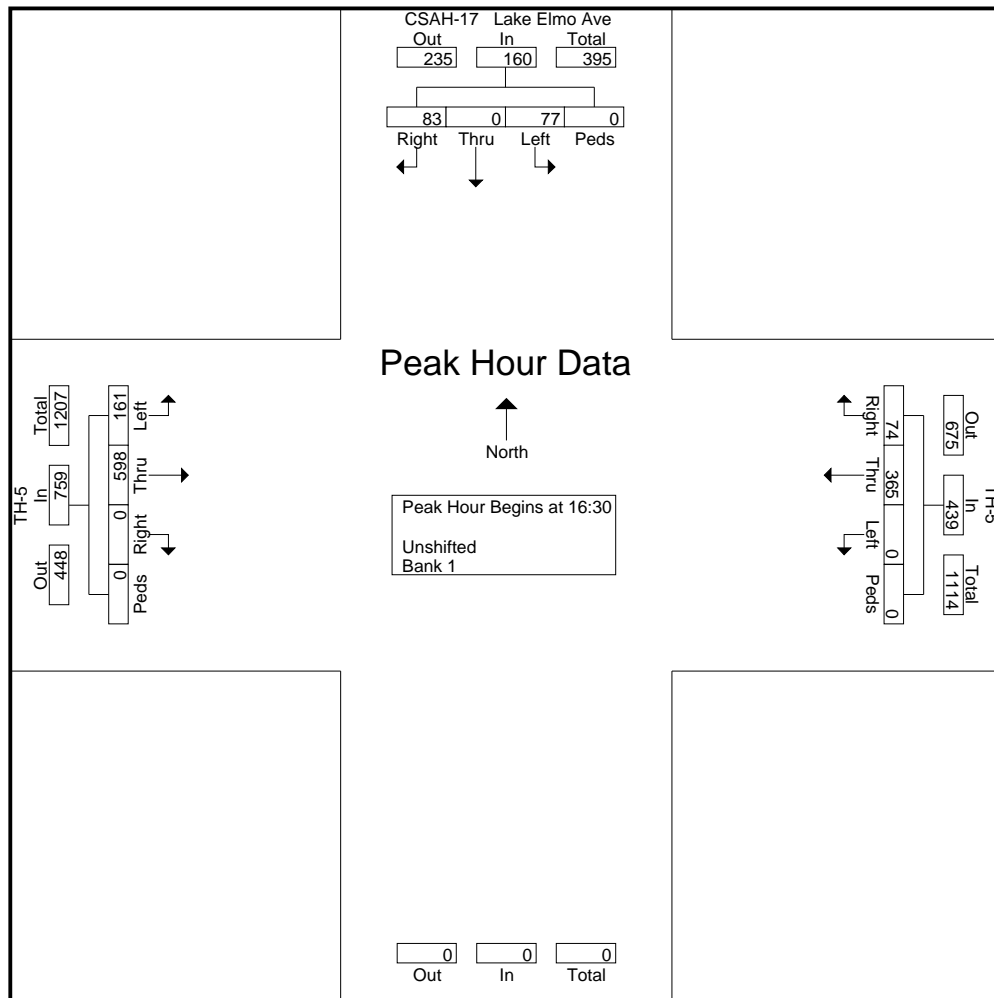 CSAH-17 Lake Elmo Ave
Out In Total
235 160 395
83 0 77 0
Right Thru Left Peds
Peak Hour Data
North
Peak Hour Begins at 16:30
Unshifted
Bank 1
TH-5
Total In Out
1207 759 448
161 598 0 0
Left Thru Right Peds
Right Thru Left Peds
74 365 0 0
Out In Total
675 439 1114
TH-5
0 0 0
Out In Total